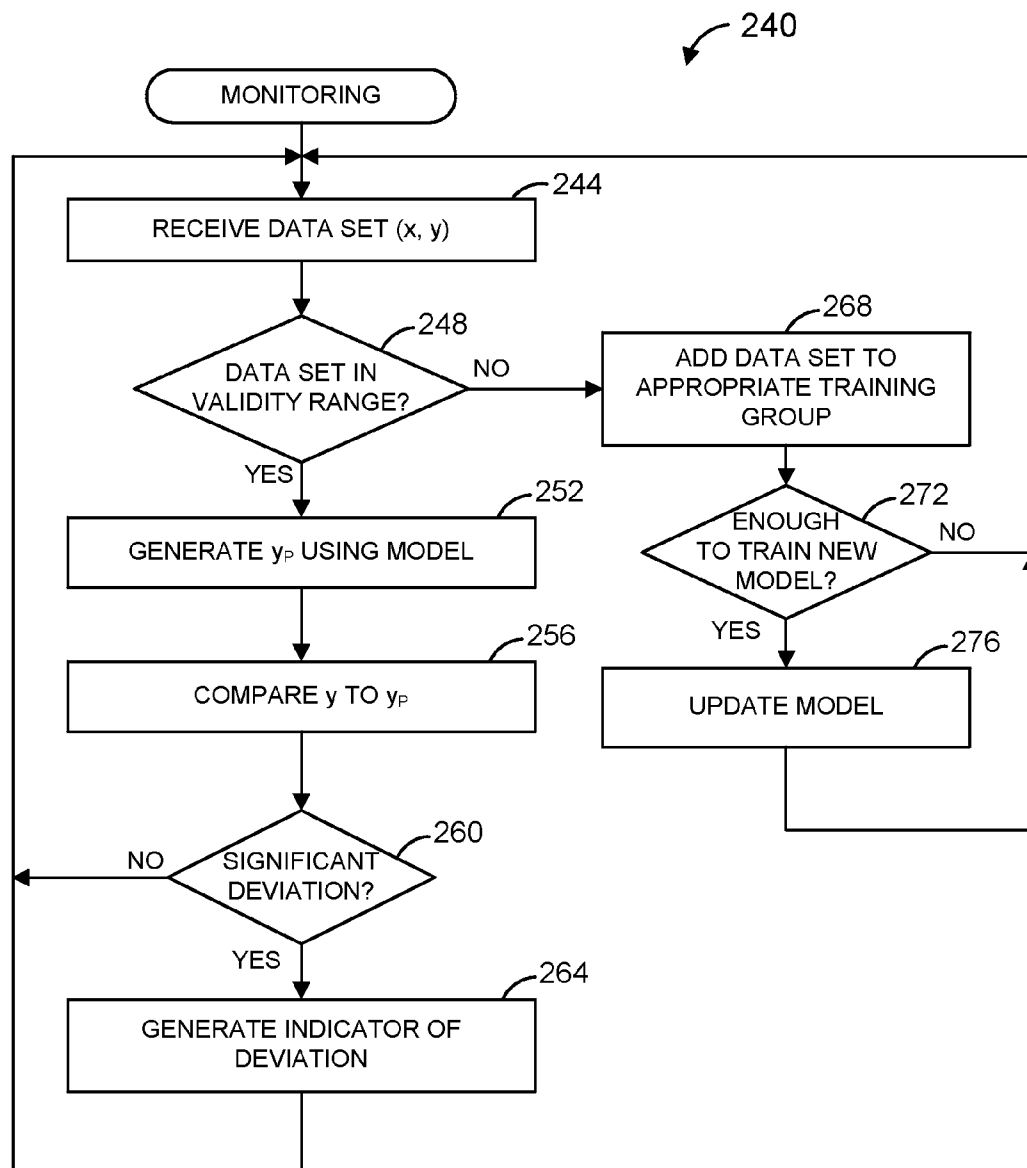 240
MONITORING
244
RECEIVE DATA SET (x, y)
248
DATA SET IN
VALIDITY RANGE?
NO
YES
268
ADD DATA SET TO
APPROPRIATE TRAINING
GROUP
252
GENERATE yP USING MODEL
272
ENOUGH
TO TRAIN NEW
MODEL?
NO
YES
256
COMPARE y TO yP
276
UPDATE MODEL
260
SIGNIFICANT
DEVIATION?
NO
YES
264
GENERATE INDICATOR OF
DEVIATION